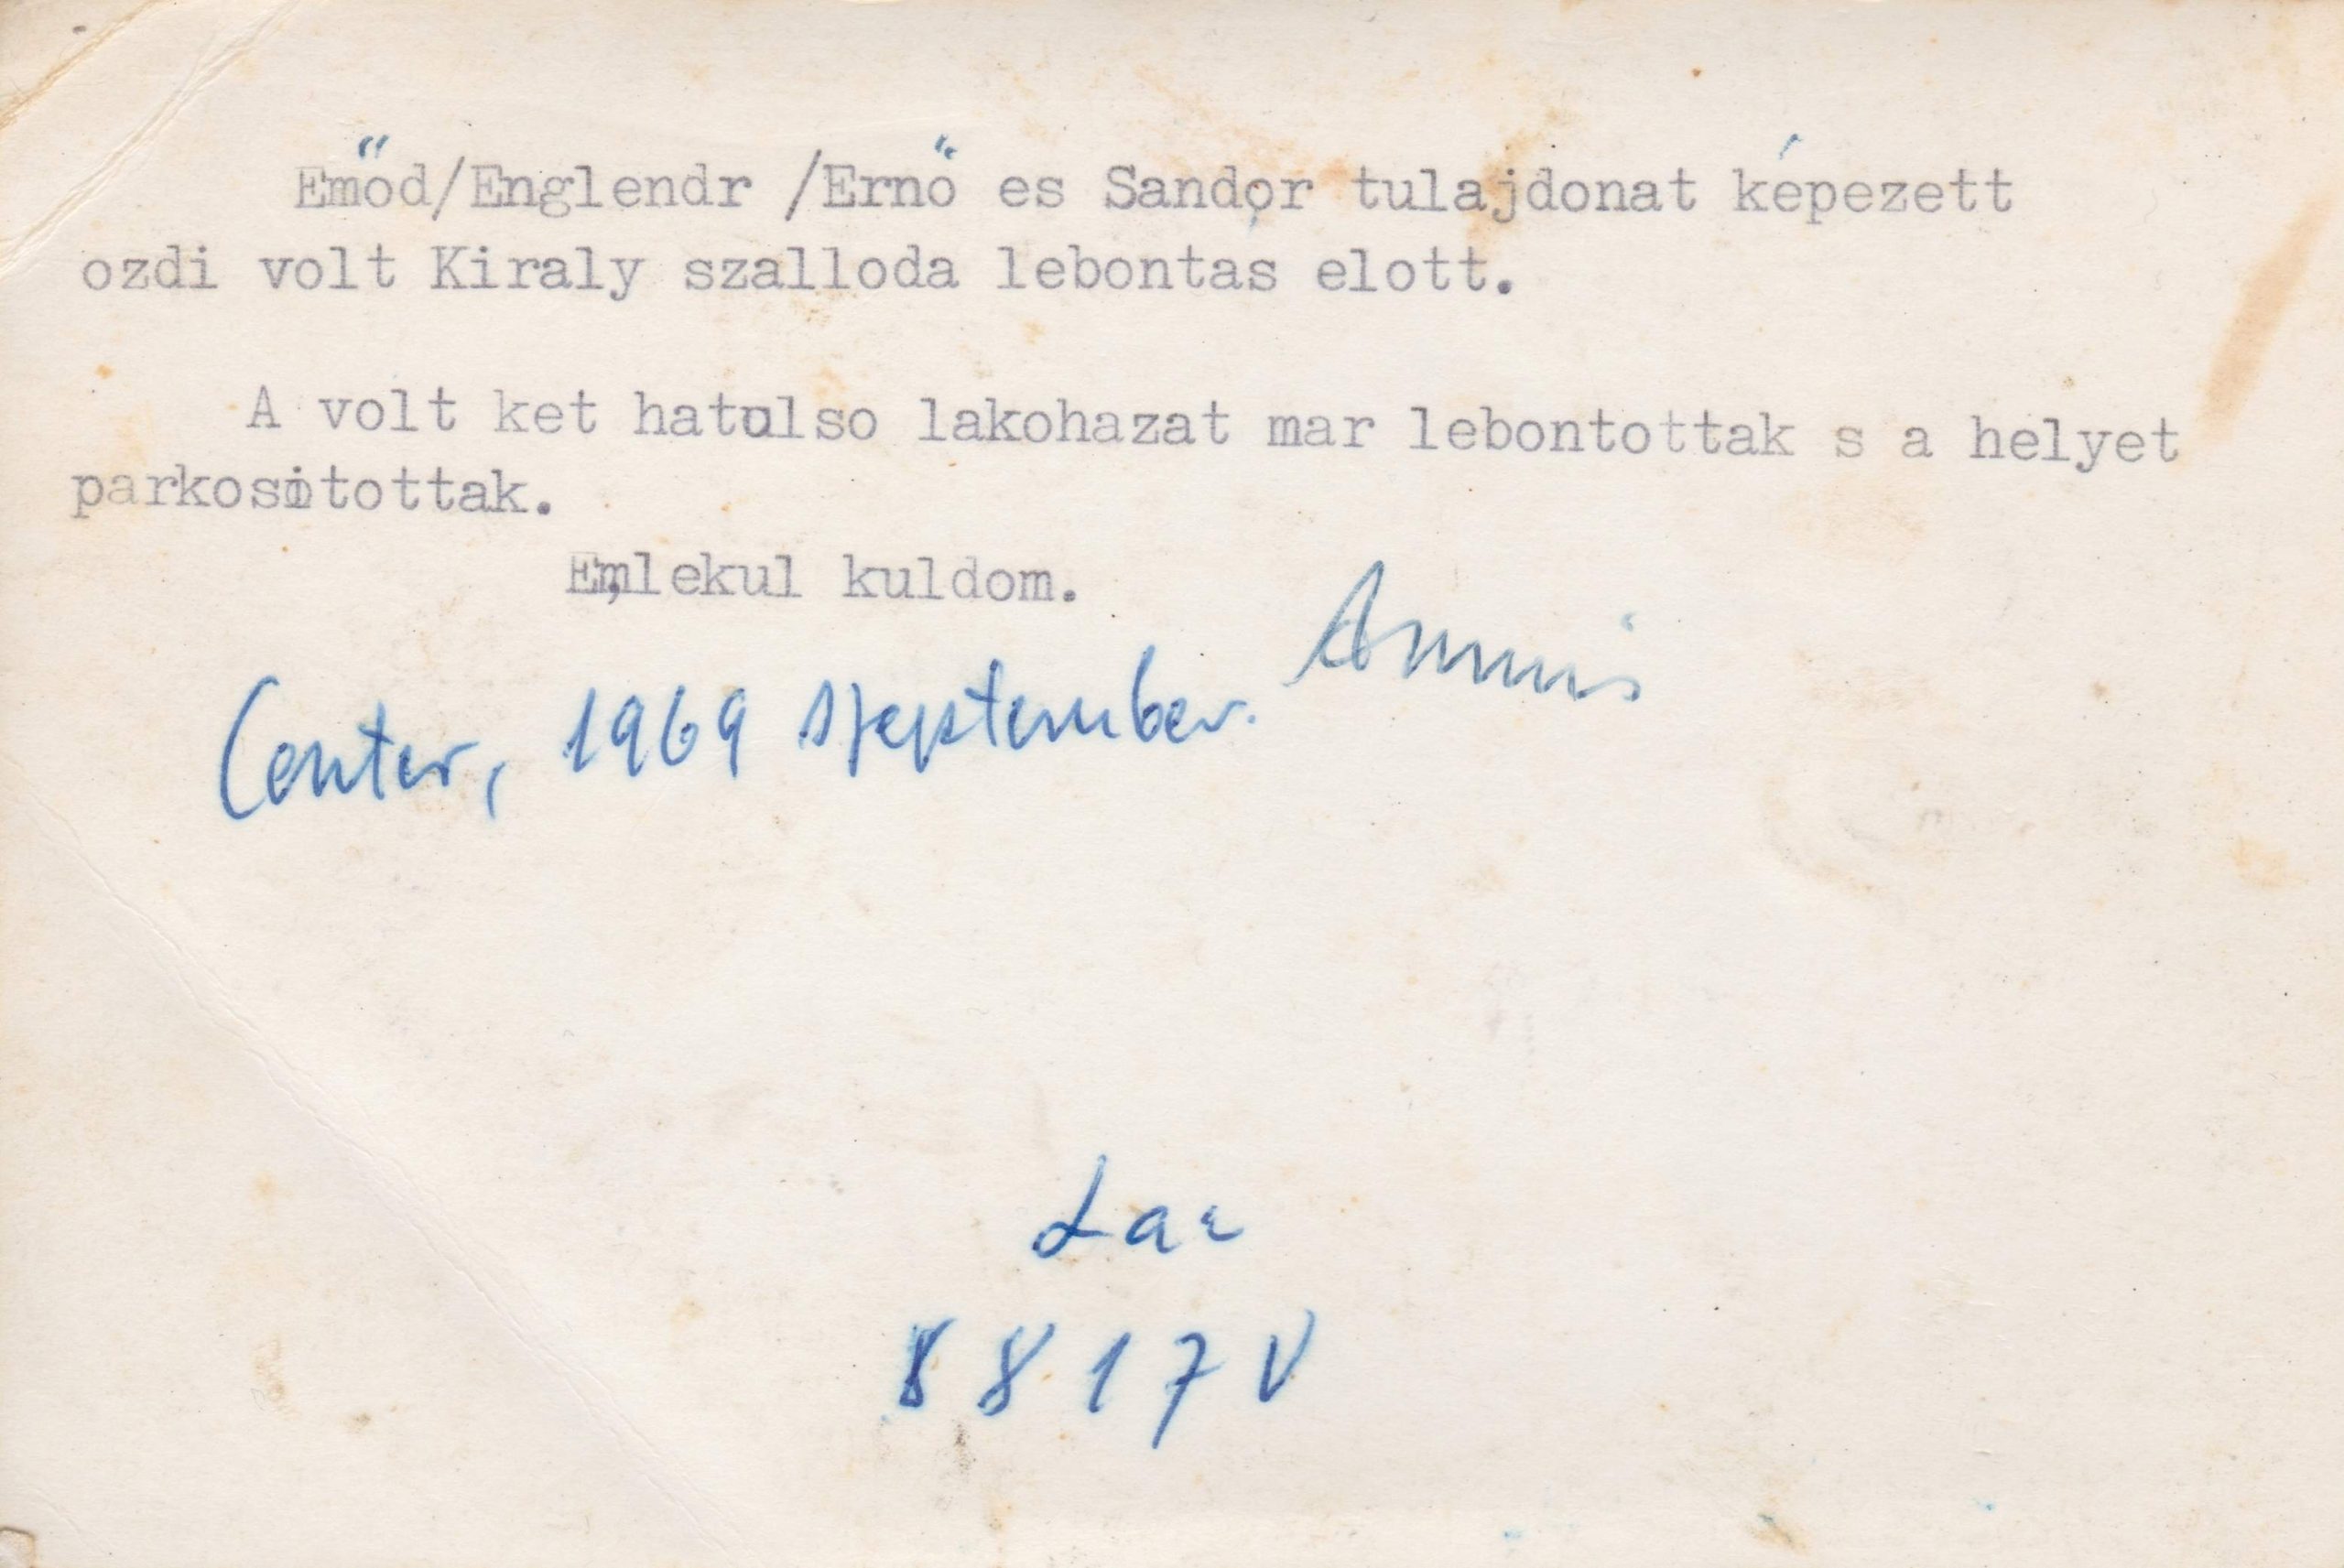 Emőd/Englendr /Ernő es Sandor tulajdonat képezett
ozdi volt Kiraly szalloda lebontas elott.
A volt ket hatulso lakohazat mar lebontottak s a helyet
parkositottak.
Emlekul kuldom.
Center, 1969 szeptember.
8817V